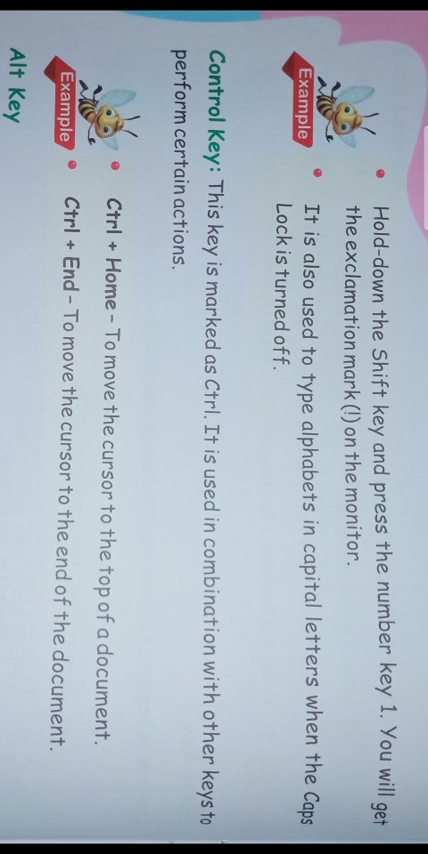 Hold-down the Shift key and press the number key 1. You will get
the exclamation mark (!) on the monitor.
Example
It is also used to type alphabets in capital letters when the Caps
Lock is turned off.
Control Key: This key is marked as Ctrl. It is used in combination with other keys to
perform certain actions.
Ctrl + Home - To move the cursor to the top of a document.
Example
Ctrl + End - To move the cursor to the end of the document.
Alt Key